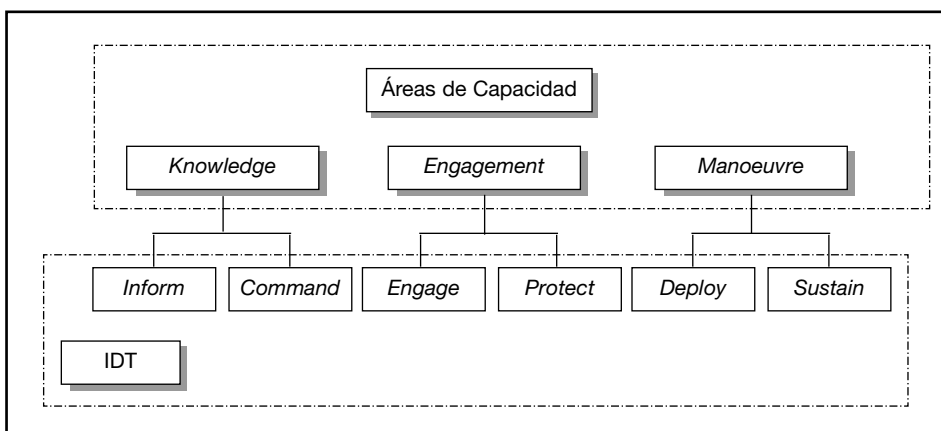 Áreas de Capacidad
Knowledge Engagement Manoeuvre
Inform Command Engage Protect Deploy Sustain
IDT